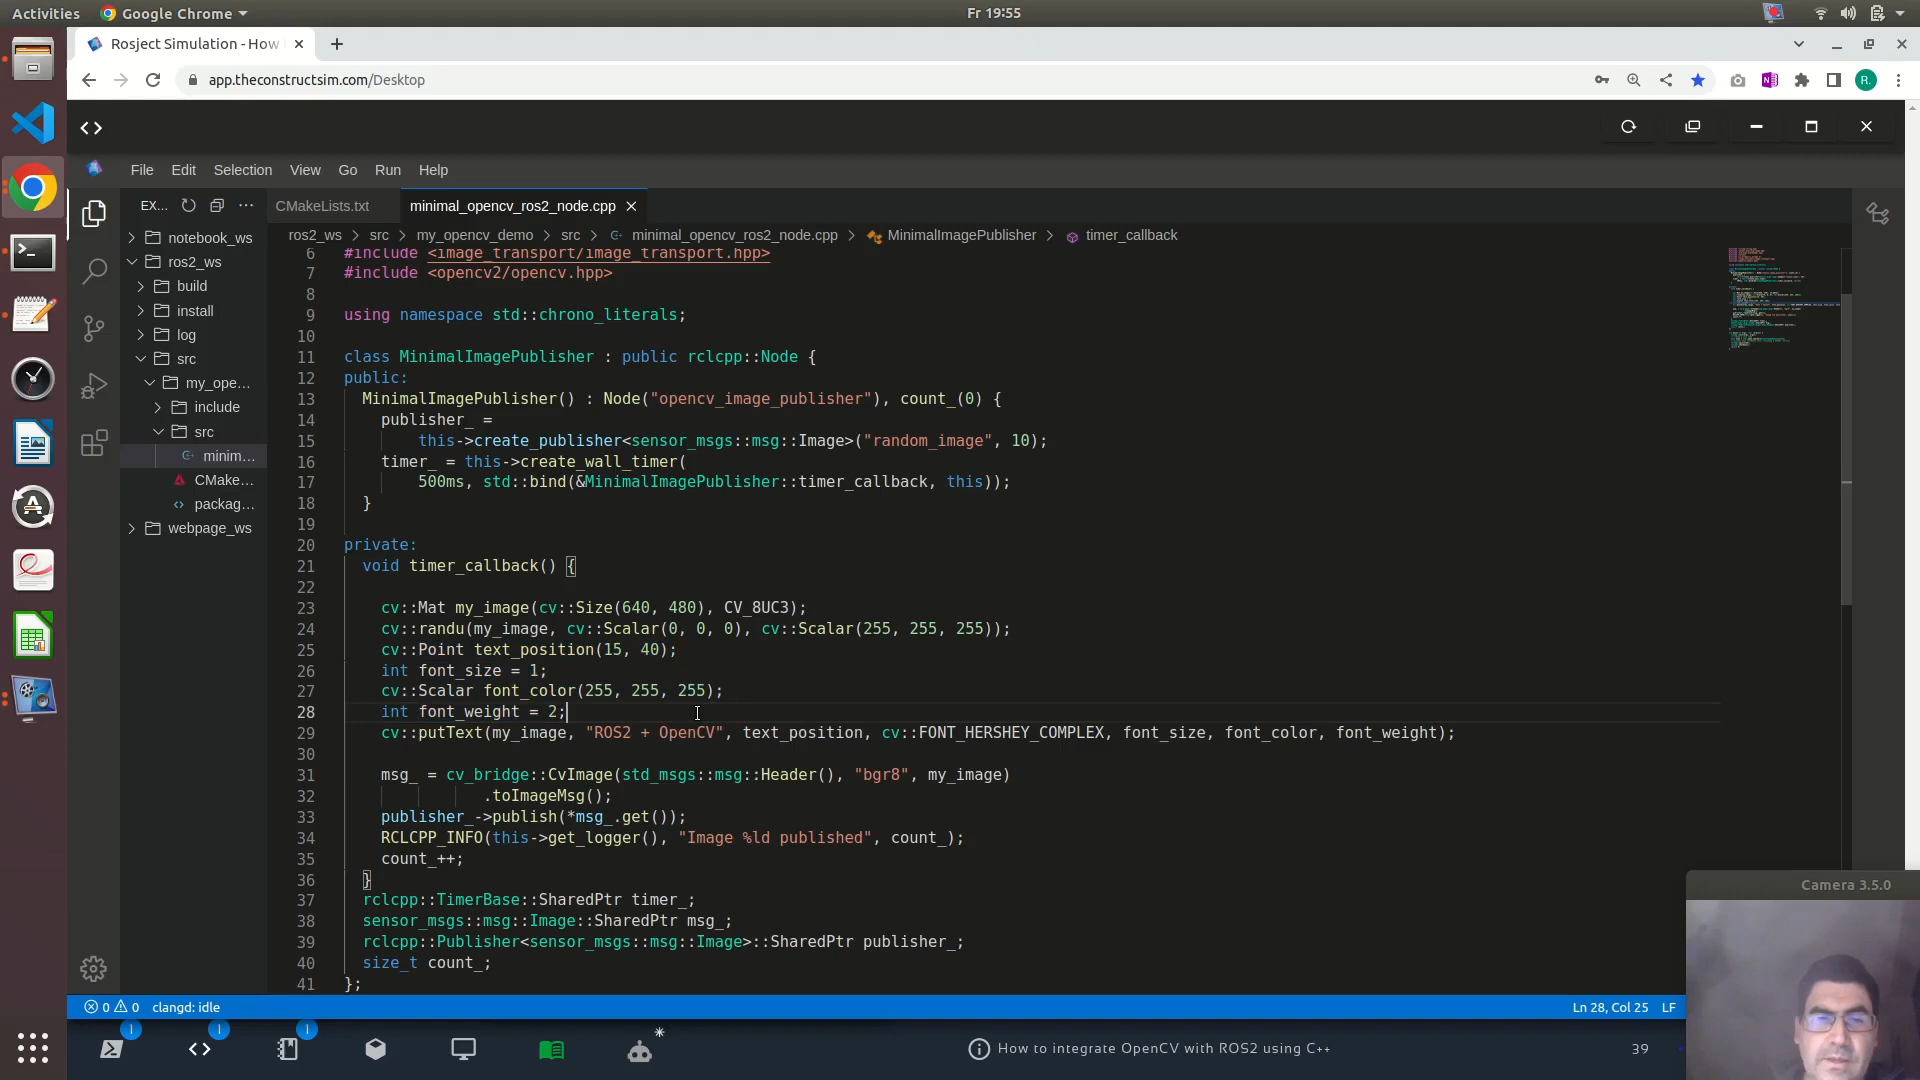 Activities Google Chrome Fr 19:55
Rosject Simulation - How
app.theconstructsim.com/Desktop
R.
File Edit Selection View Go Run Help
EX...
CMakeLists.txt minimal_opencv_ros2_node.cpp
ros2_ws > src > my_opencv_demo > src > minimal_opencv_ros2_node.cpp > MinimalImagePublisher > timer_callback
notebook_ws
ros2_ws
build
install
log
src
my_ope...
include
src
minim...
CMake...
packag...
webpage_ws
6 #include <image_transport/image_transport.hpp>
7 #include <opencv2/opencv.hpp>
8
9 using namespace std::chrono_literals;
10
11 class MinimalImagePublisher : public rclcpp::Node {
12 public:
13 MinimalImagePublisher() : Node("opencv_image_publisher"), count_(0) {
14 publisher_ =
15 this->create_publisher<sensor_msgs::msg::Image>("random_image", 10);
16 timer_ = this->create_wall_timer(
17 500ms, std::bind(&MinimalImagePublisher::timer_callback, this));
18 }
19
20 private:
21 void timer_callback() {
22
23 cv::Mat my_image(cv::Size(640, 480), CV_8UC3);
24 cv::randu(my_image, cv::Scalar(0, 0, 0), cv::Scalar(255, 255, 255));
25 cv::Point text_position(15, 40);
26 int font_size = 1;
27 cv::Scalar font_color(255, 255, 255);
28 int font_weight = 2;
29 cv::putText(my_image, "ROS2 + OpenCV", text_position, cv::FONT_HERSHEY_COMPLEX, font_size, font_color, font_weight);
30
31 msg_ = cv_bridge::CvImage(std_msgs::msg::Header(), "bgr8", my_image)
32 .toImageMsg();
33 publisher_->publish(*msg_.get());
34 RCLCPP_INFO(this->get_logger(), "Image %ld published", count_);
35 count_++;
36 }
37 rclcpp::TimerBase::SharedPtr timer_;
38 sensor_msgs::msg::Image::SharedPtr msg_;
39 rclcpp::Publisher<sensor_msgs::msg::Image>::SharedPtr publisher_;
40 size_t count_;
41 };
Camera 3.5.0
0 0 clangd: idle Ln 28, Col 25 LF
How to integrate OpenCV with ROS2 using C++ 39